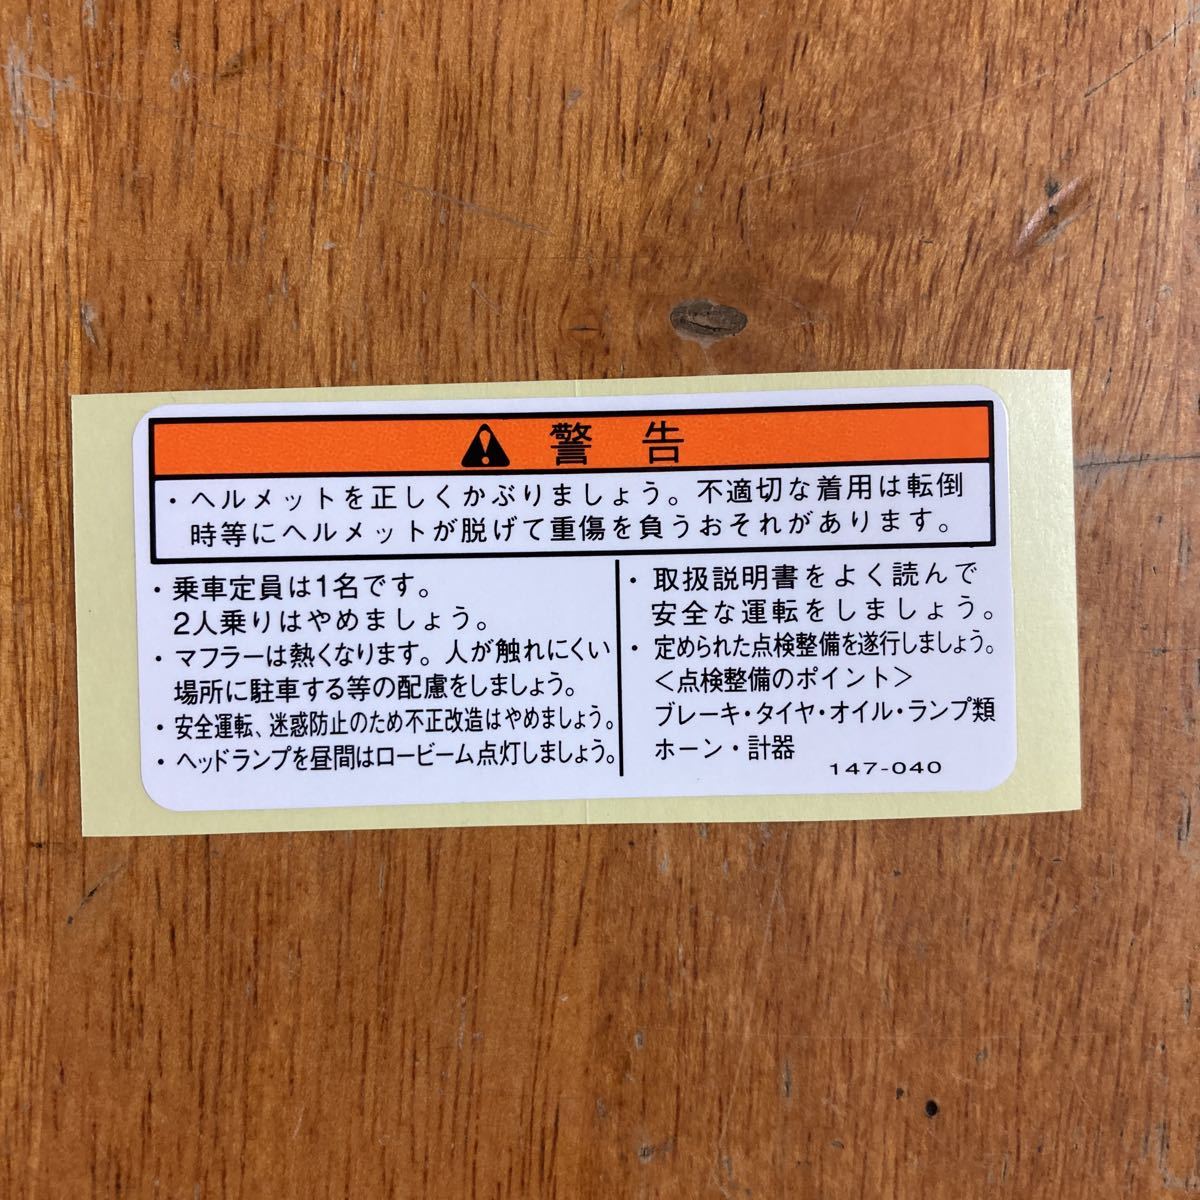 警告
・ヘルメットを正しくかぶりましょう。不適切な着用は転倒
時等にヘルメットが脱げて重傷を負うおそれがあります。
・乗車定員は1名です。
2人乗りはやめましょう。
・マフラーは熱くなります。人が触れにくい
場所に駐車する等の配慮をしましょう。
・安全運転、迷惑防止のため不正改造はやめましょう。
・ヘッドランプを昼間はロービーム点灯しましょう。
・取扱説明書をよく読んで
安全な運転をしましょう。
・定められた点検整備を遂行しましょう。
＜点検整備のポイント＞
ブレーキ・タイヤ・オイル・ランプ類
ホーン・計器
147-040